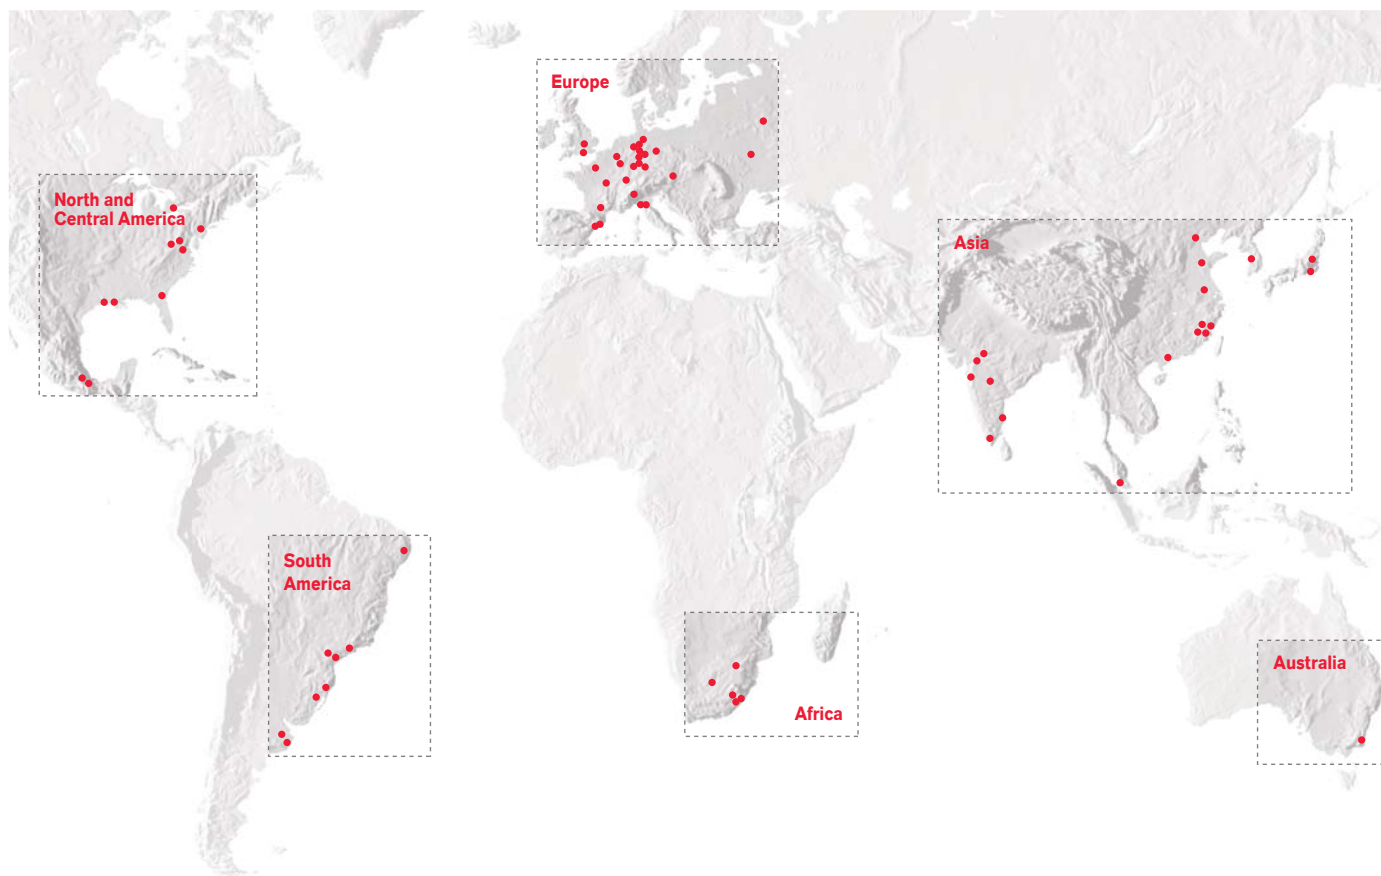 Europe
North and
Central America
Asia
South
America
Australia
Africa